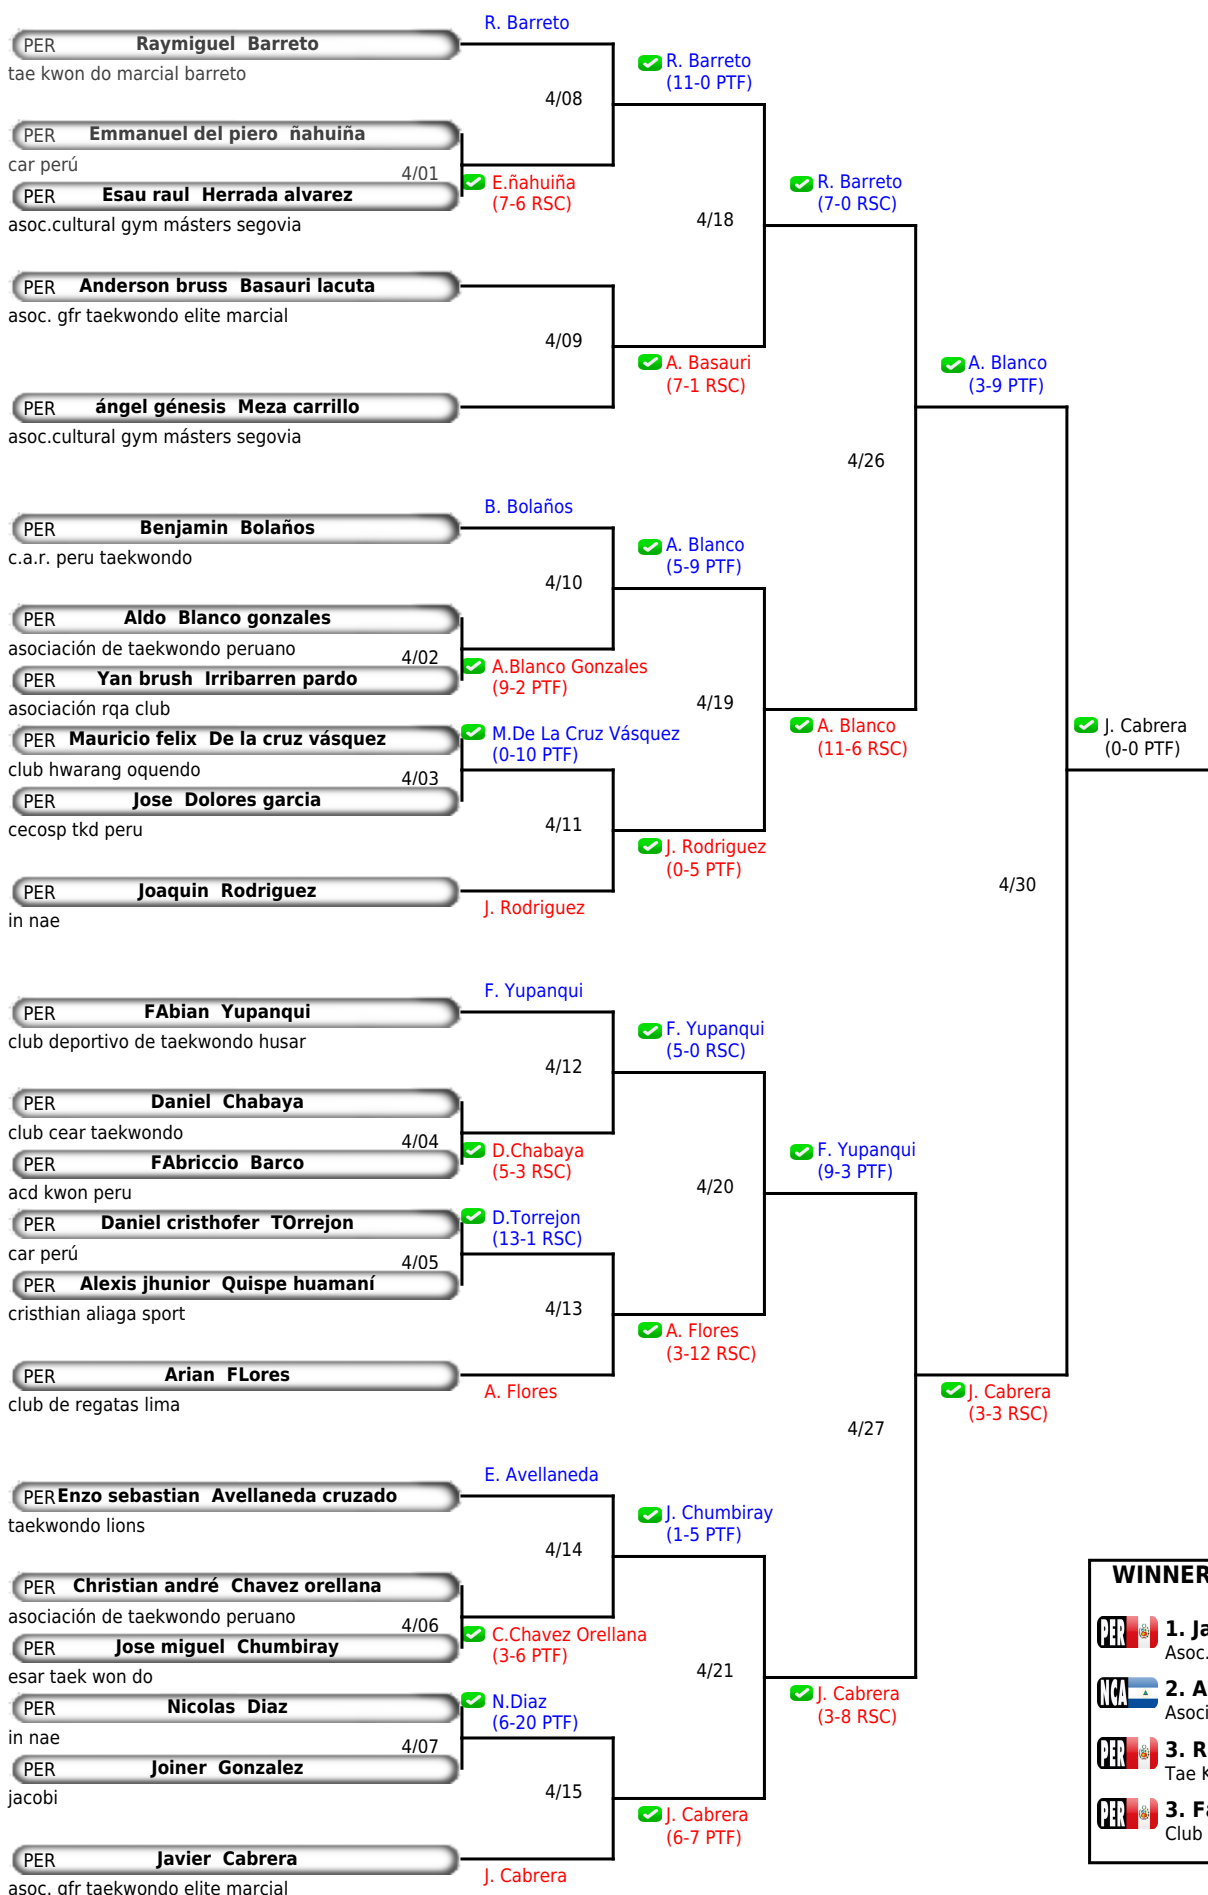 R. Barreto
PER Raymiguel Barreto
tae kwon do marcial barreto
R. Barreto
(11-0 PTF)
4/08
PER Emmanuel del piero ñahuiña
car perú
4/01
E.ñahuiña
(7-6 RSC)
PER Esau raul Herrada alvarez
asoc.cultural gym másters segovia
R. Barreto
(7-0 RSC)
4/18
PER Anderson bruss Basauri lacuta
asoc. gfr taekwondo elite marcial
4/09
A. Basauri
(7-1 RSC)
A. Blanco
(3-9 PTF)
PER ángel génesis Meza carrillo
asoc.cultural gym másters segovia
4/26
B. Bolaños
PER Benjamin Bolaños
c.a.r. peru taekwondo
A. Blanco
(5-9 PTF)
4/10
PER Aldo Blanco gonzales
asociación de taekwondo peruano
4/02
A.Blanco Gonzales
(9-2 PTF)
PER Yan brush Irribarren pardo
asociación rqa club
4/19
A. Blanco
(11-6 RSC)
J. Cabrera
(0-0 PTF)
PER Mauricio felix De la cruz vásquez
M.De La Cruz Vásquez
(0-10 PTF)
club hwarang oquendo
4/03
PER Jose Dolores garcia
cecosp tkd peru
4/11
J. Rodriguez
(0-5 PTF)
4/30
PER Joaquin Rodriguez
in nae
J. Rodriguez
F. Yupanqui
PER FAbian Yupanqui
club deportivo de taekwondo husar
F. Yupanqui
(5-0 RSC)
4/12
PER Daniel Chabaya
club cear taekwondo
4/04
D.Chabaya
(5-3 RSC)
PER FAbriccio Barco
acd kwon peru
F. Yupanqui
(9-3 PTF)
4/20
PER Daniel cristhofer TOrrejon
D.Torrejon
(13-1 RSC)
car perú
4/05
PER Alexis jhunior Quispe huamaní
cristhian aliaga sport
4/13
A. Flores
(3-12 RSC)
PER Arian FLores
club de regatas lima
A. Flores
J. Cabrera
(3-3 RSC)
4/27
E. Avellaneda
PER Enzo sebastian Avellaneda cruzado
taekwondo lions
J. Chumbiray
(1-5 PTF)
4/14
PER Christian andré Chavez orellana
asociación de taekwondo peruano
4/06
C.Chavez Orellana
(3-6 PTF)
PER Jose miguel Chumbiray
esar taek won do
4/21
J. Cabrera
(3-8 RSC)
PER Nicolas Diaz
N.Diaz
(6-20 PTF)
in nae
4/07
PER Joiner Gonzalez
jacobi
4/15
J. Cabrera
(6-7 PTF)
PER Javier Cabrera
asoc. gfr taekwondo elite marcial
J. Cabrera
WINNER
PER 1. Ja
Asoc.
NCA 2. A
Asoci
PER 3. R
Tae K
PER 3. Fa
Club